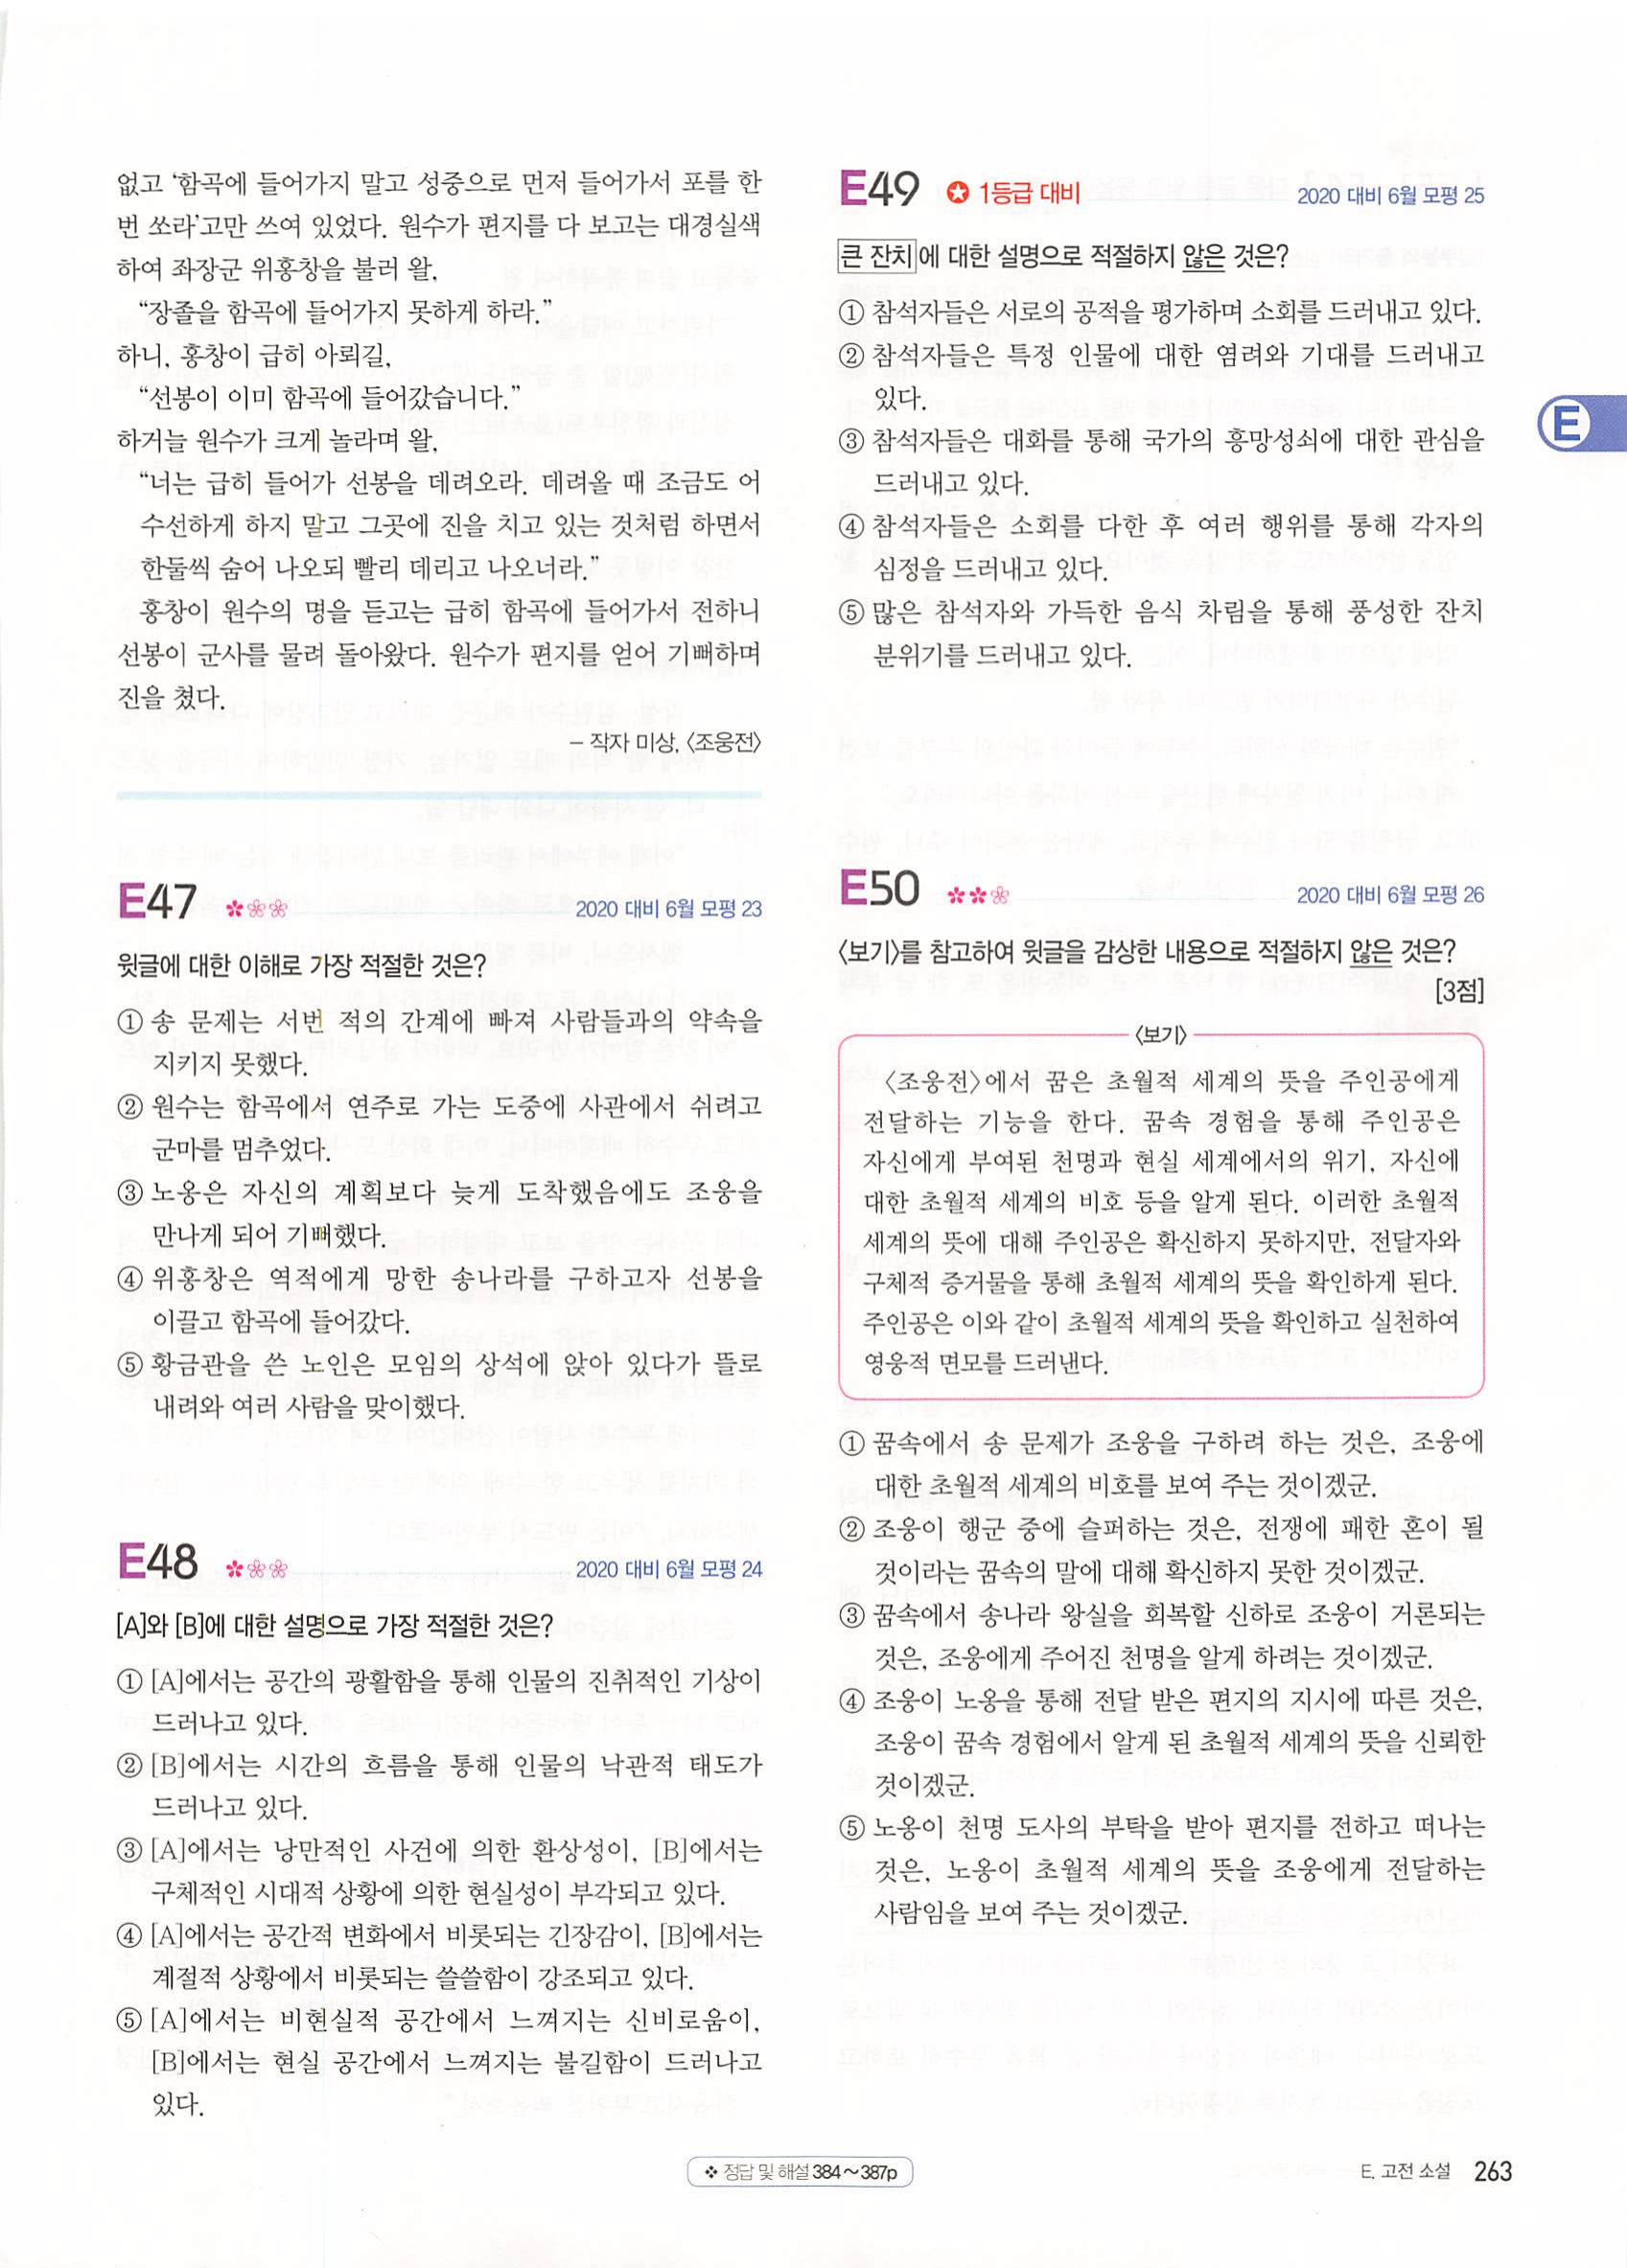 없고 ‘함곡에 들어가지 말고 성중으로 먼저 들어가서 포를 한
번 쏘라’고만 쓰여 있었다. 원수가 편지를 다 보고는 대경실색
하여 좌장군 위홍창을 불러 왈,
“장졸을 함곡에 들어가지 못하게 하라.”
하니, 홍창이 급히 아뢰길,
“선봉이 이미 함곡에 들어갔습니다.”
하거늘 원수가 크게 놀라며 왈,
“너는 급히 들어가 선봉을 데려오라. 데려올 때 조금도 어
수선하게 하지 말고 그곳에 진을 치고 있는 것처럼 하면서
한둘씩 숨어 나오되 빨리 데리고 나오너라.”
홍창이 원수의 명을 듣고는 급히 함곡에 들어가서 전하니
선봉이 군사를 물려 돌아왔다. 원수가 편지를 얻어 기뻐하며
진을 쳤다.
– 작자 미상, 〈조웅전〉
E47 2020 대비 6월 모평 23
윗글에 대한 이해로 가장 적절한 것은?
① 송 문제는 서번 적의 간계에 빠져 사람들과의 약속을
지키지 못했다.
② 원수는 함곡에서 연주로 가는 도중에 사관에서 쉬려고
군마를 멈추었다.
③ 노옹은 자신의 계획보다 늦게 도착했음에도 조웅을
만나게 되어 기뻐했다.
④ 위홍창은 역적에게 망한 송나라를 구하고자 선봉을
이끌고 함곡에 들어갔다.
⑤ 황금관을 쓴 노인은 모임의 상석에 앉아 있다가 뜰로
내려와 여러 사람을 맞이했다.
E48 2020 대비 6월 모평 24
[A]와 [B]에 대한 설명으로 가장 적절한 것은?
① [A]에서는 공간의 광활함을 통해 인물의 진취적인 기상이
드러나고 있다.
② [B]에서는 시간의 흐름을 통해 인물의 낙관적 태도가
드러나고 있다.
③ [A]에서는 낭만적인 사건에 의한 환상성이, [B]에서는
구체적인 시대적 상황에 의한 현실성이 부각되고 있다.
④ [A]에서는 공간적 변화에서 비롯되는 긴장감이, [B]에서는
계절적 상황에서 비롯되는 쓸쓸함이 강조되고 있다.
⑤ [A]에서는 비현실적 공간에서 느껴지는 신비로움이,
[B]에서는 현실 공간에서 느껴지는 불길함이 드러나고
있다.
E49 1등급 대비 2020 대비 6월 모평 25
큰 잔치에 대한 설명으로 적절하지 않은 것은?
① 참석자들은 서로의 공적을 평가하며 소회를 드러내고 있다.
② 참석자들은 특정 인물에 대한 염려와 기대를 드러내고
있다.
③ 참석자들은 대화를 통해 국가의 흥망성쇠에 대한 관심을
드러내고 있다.
④ 참석자들은 소회를 다한 후 여러 행위를 통해 각자의
심정을 드러내고 있다.
⑤ 많은 참석자와 가득한 음식 차림을 통해 풍성한 잔치
분위기를 드러내고 있다.
E50 2020 대비 6월 모평 26
〈보기〉를 참고하여 윗글을 감상한 내용으로 적절하지 않은 것은?
[3점]
〈보기〉
〈조웅전〉에서 꿈은 초월적 세계의 뜻을 주인공에게
전달하는 기능을 한다. 꿈속 경험을 통해 주인공은
자신에게 부여된 천명과 현실 세계에서의 위기, 자신에
대한 초월적 세계의 비호 등을 알게 된다. 이러한 초월적
세계의 뜻에 대해 주인공은 확신하지 못하지만, 전달자와
구체적 증거물을 통해 초월적 세계의 뜻을 확인하게 된다.
주인공은 이와 같이 초월적 세계의 뜻을 확인하고 실천하여
영웅적 면모를 드러낸다.
① 꿈속에서 송 문제가 조웅을 구하려 하는 것은, 조웅에
대한 초월적 세계의 비호를 보여 주는 것이겠군.
② 조웅이 행군 중에 슬퍼하는 것은, 전쟁에 패한 혼이 될
것이라는 꿈속의 말에 대해 확신하지 못한 것이겠군.
③ 꿈속에서 송나라 왕실을 회복할 신하로 조웅이 거론되는
것은, 조웅에게 주어진 천명을 알게 하려는 것이겠군.
④ 조웅이 노옹을 통해 전달 받은 편지의 지시에 따른 것은,
조웅이 꿈속 경험에서 알게 된 초월적 세계의 뜻을 신뢰한
것이겠군.
⑤ 노옹이 천명 도사의 부탁을 받아 편지를 전하고 떠나는
것은, 노옹이 초월적 세계의 뜻을 조웅에게 전달하는
사람임을 보여 주는 것이겠군.
E
❖ 정답 및 해설 384~387p
E. 고전 소설 263